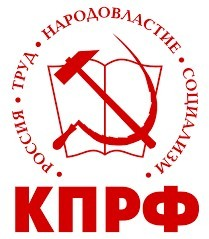 РОССИЯ · ТРУД · НАРОДОВЛАСТИЕ · СОЦИАЛИЗМ ·
КПРФ